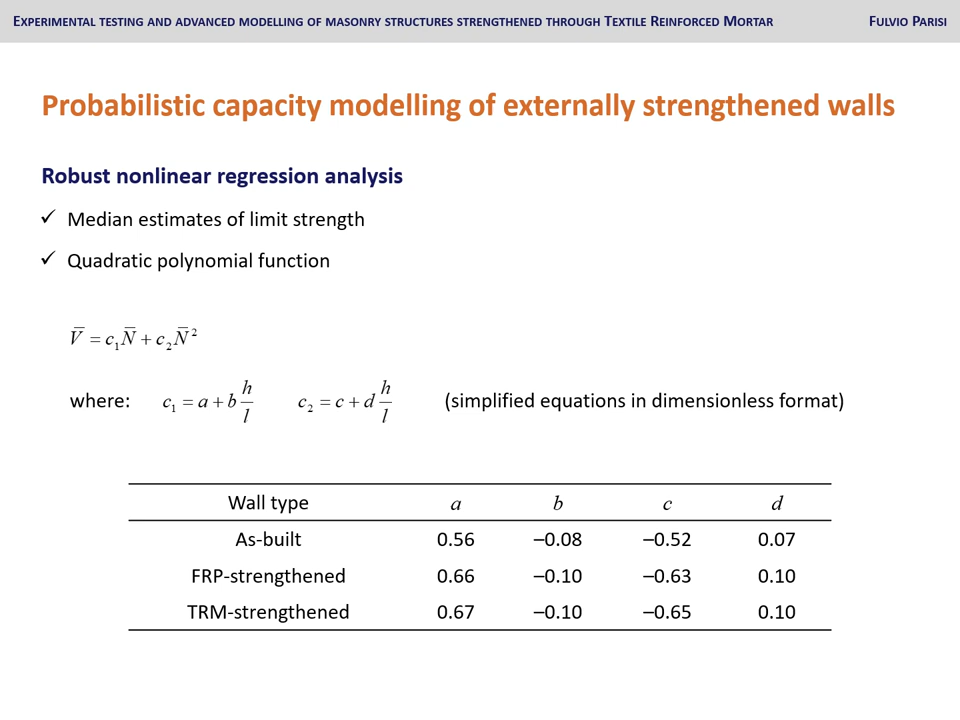 EXPERIMENTAL TESTING AND ADVANCED MODELLING OF MASONRY STRUCTURES STRENGTHENED THROUGH TEXTILE REINFORCED MORTAR FULVIO PARISI
Probabilistic capacity modelling of externally strengthened walls
Robust nonlinear regression analysis
✓ Median estimates of limit strength
✓ Quadratic polynomial function
V̅ = c₁N̅ + c₂N̅²
where: c₁ = a + b h/l c₂ = c + d h/l (simplified equations in dimensionless format)
Wall type a b c d
As-built 0.56 –0.08 –0.52 0.07
FRP-strengthened 0.66 –0.10 –0.63 0.10
TRM-strengthened 0.67 –0.10 –0.65 0.10